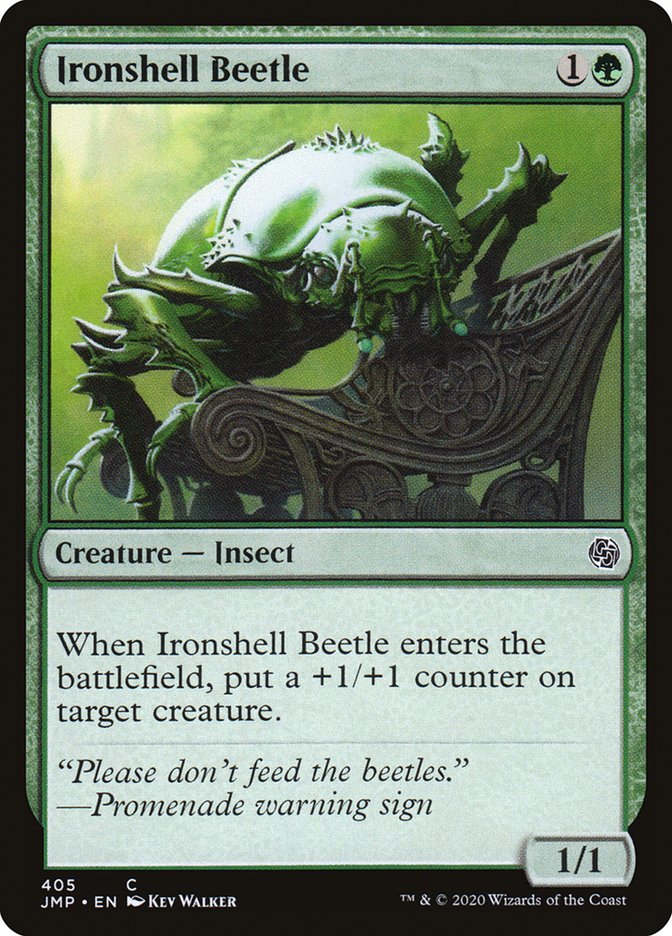 Ironshell Beetle 1
Creature — Insect
When Ironshell Beetle enters the
battlefield, put a +1/+1 counter on
target creature.
“Please don’t feed the beetles.”
—Promenade warning sign
1/1
405 C
JMP • EN Kev Walker
™ & © 2020 Wizards of the Coast